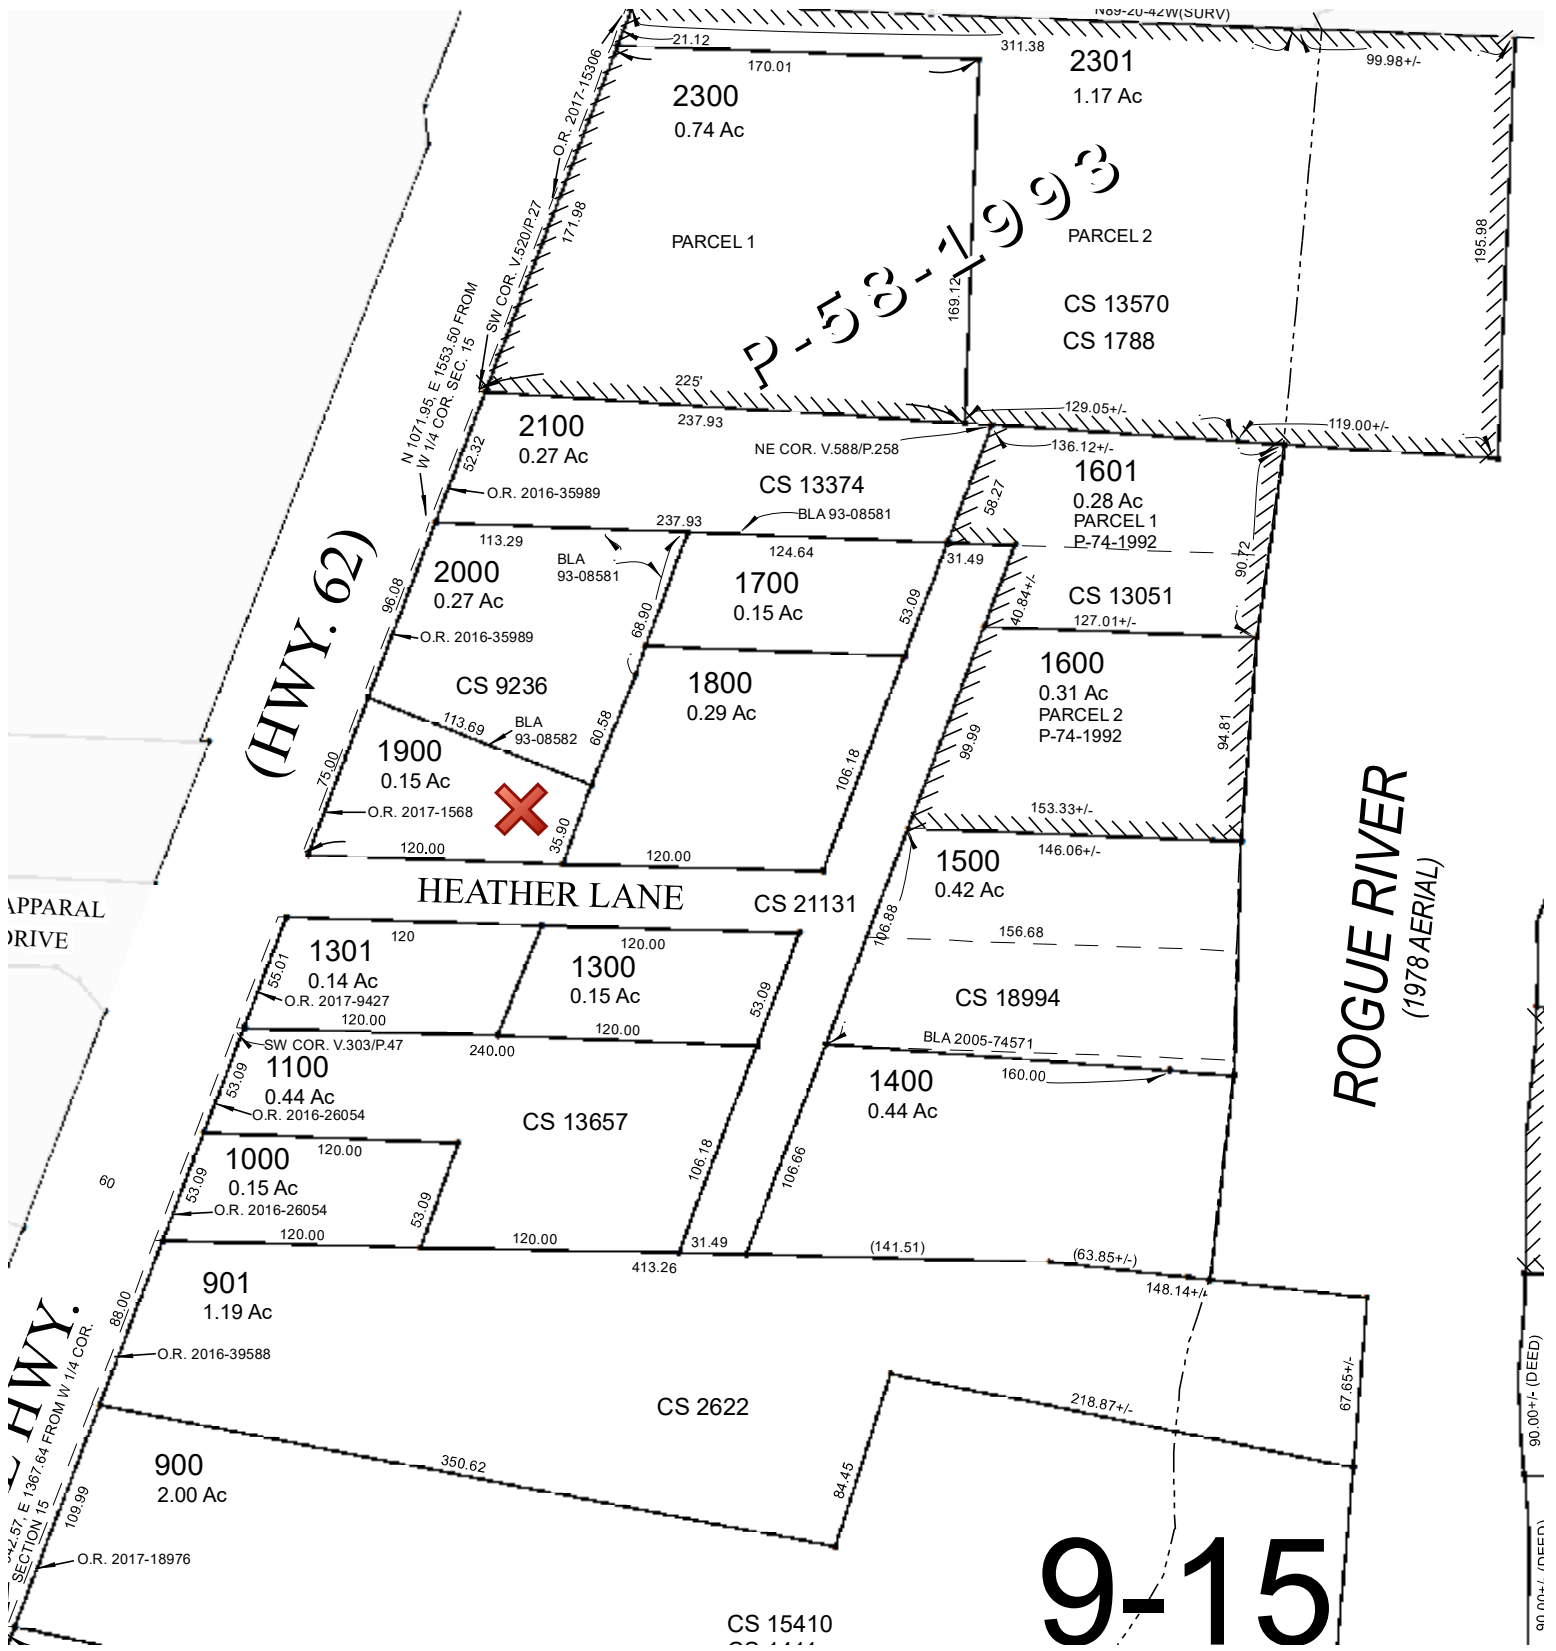 N89-20-42W(SURV)
21.12
311.38
170.01
99.98+/-
2301
1.17 Ac
2300
0.74 Ac
O.R. 2017-15306
171.98
SW COR. V.520/P.27
PARCEL 1
P-58-1993
PARCEL 2
195.98
169.12
CS 13570
CS 1788
N 1071.95, E 1553.50 FROM
W 1/4 COR. SEC. 15
225'
237.93
129.05+/-
119.00+/-
2100
0.27 Ac
52.32
NE COR. V.588/P.258
136.12+/-
O.R. 2016-35989
CS 13374
1601
0.28 Ac
PARCEL 1
P-74-1992
58.27
BLA 93-08581
237.93
113.29
124.64
31.49
90.72
BLA
93-08581
2000
0.27 Ac
1700
0.15 Ac
96.08
68.90
53.09
40.84+/-
CS 13051
127.01+/-
O.R. 2016-35989
(HWY. 62)
CS 9236
1800
0.29 Ac
1600
0.31 Ac
PARCEL 2
P-74-1992
113.69
BLA
93-08582
60.58
99.99
94.81
1900
0.15 Ac
75.00
106.18
O.R. 2017-1568
153.33+/-
35.90
120.00
120.00
146.06+/-
1500
0.42 Ac
HEATHER LANE
CS 21131
ROGUE RIVER
(1978 AERIAL)
APPARAL
DRIVE
106.88
156.68
120
120.00
1301
0.14 Ac
55.01
1300
0.15 Ac
53.09
CS 18994
O.R. 2017-9427
120.00
120.00
SW COR. V.303/P.47
240.00
BLA 2005-74571
160.00
1100
0.44 Ac
53.09
1400
0.44 Ac
O.R. 2016-26054
CS 13657
120.00
1000
0.15 Ac
53.09
53.09
106.18
106.66
60
O.R. 2016-26054
120.00
120.00
31.49
(141.51)
(63.85+/-)
413.26
148.14+/-
901
1.19 Ac
88.00
O.R. 2016-39588
HWY.
E 1367.64 FROM W 1/4 COR.
SECTION 15
67.65+/-
90.00+/- (DEED)
CS 2622
218.87+/-
350.62
84.45
900
2.00 Ac
109.99
O.R. 2017-18976
9-15
90.00+/- (DEED)
CS 15410